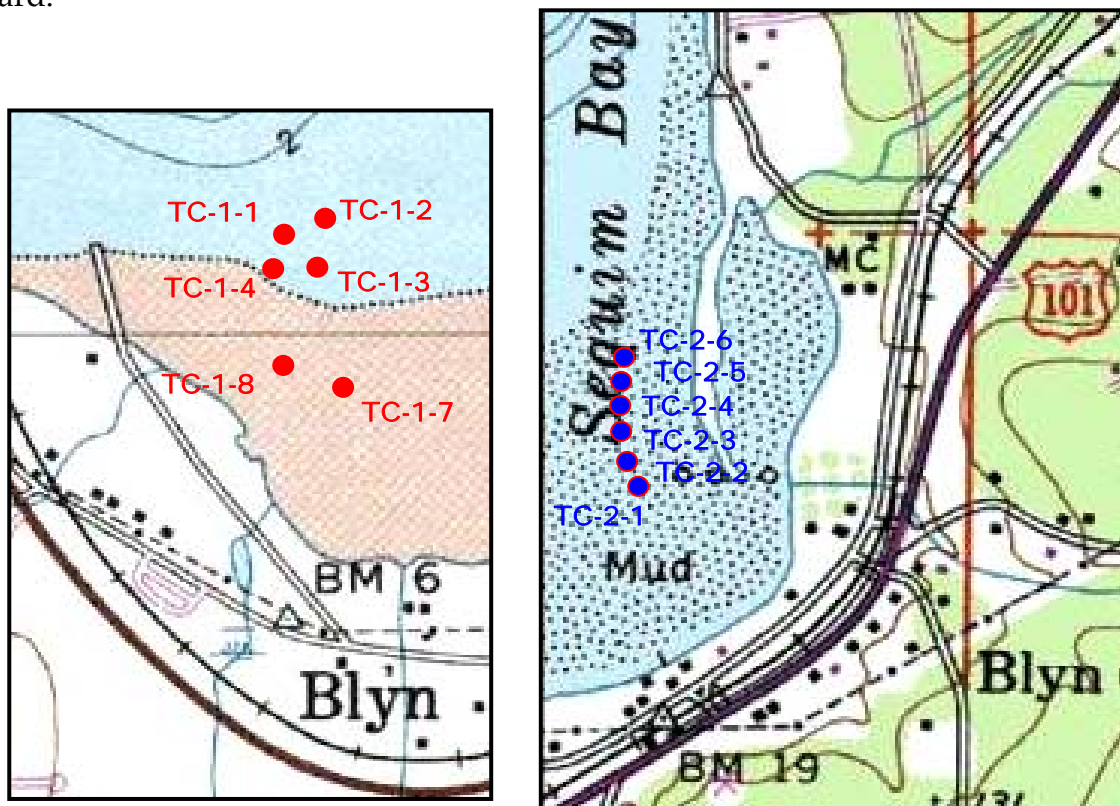 ard.
2
TC-1-1
TC-1-2
TC-1-4
TC-1-3
TC-1-8
TC-1-7
BM 6
Blyn
Sequim Bay
MC
101
TC-2-6
TC-2-5
TC-2-4
TC-2-3
TC-2-2
TC-2-1
Mud
Blyn
BM 19